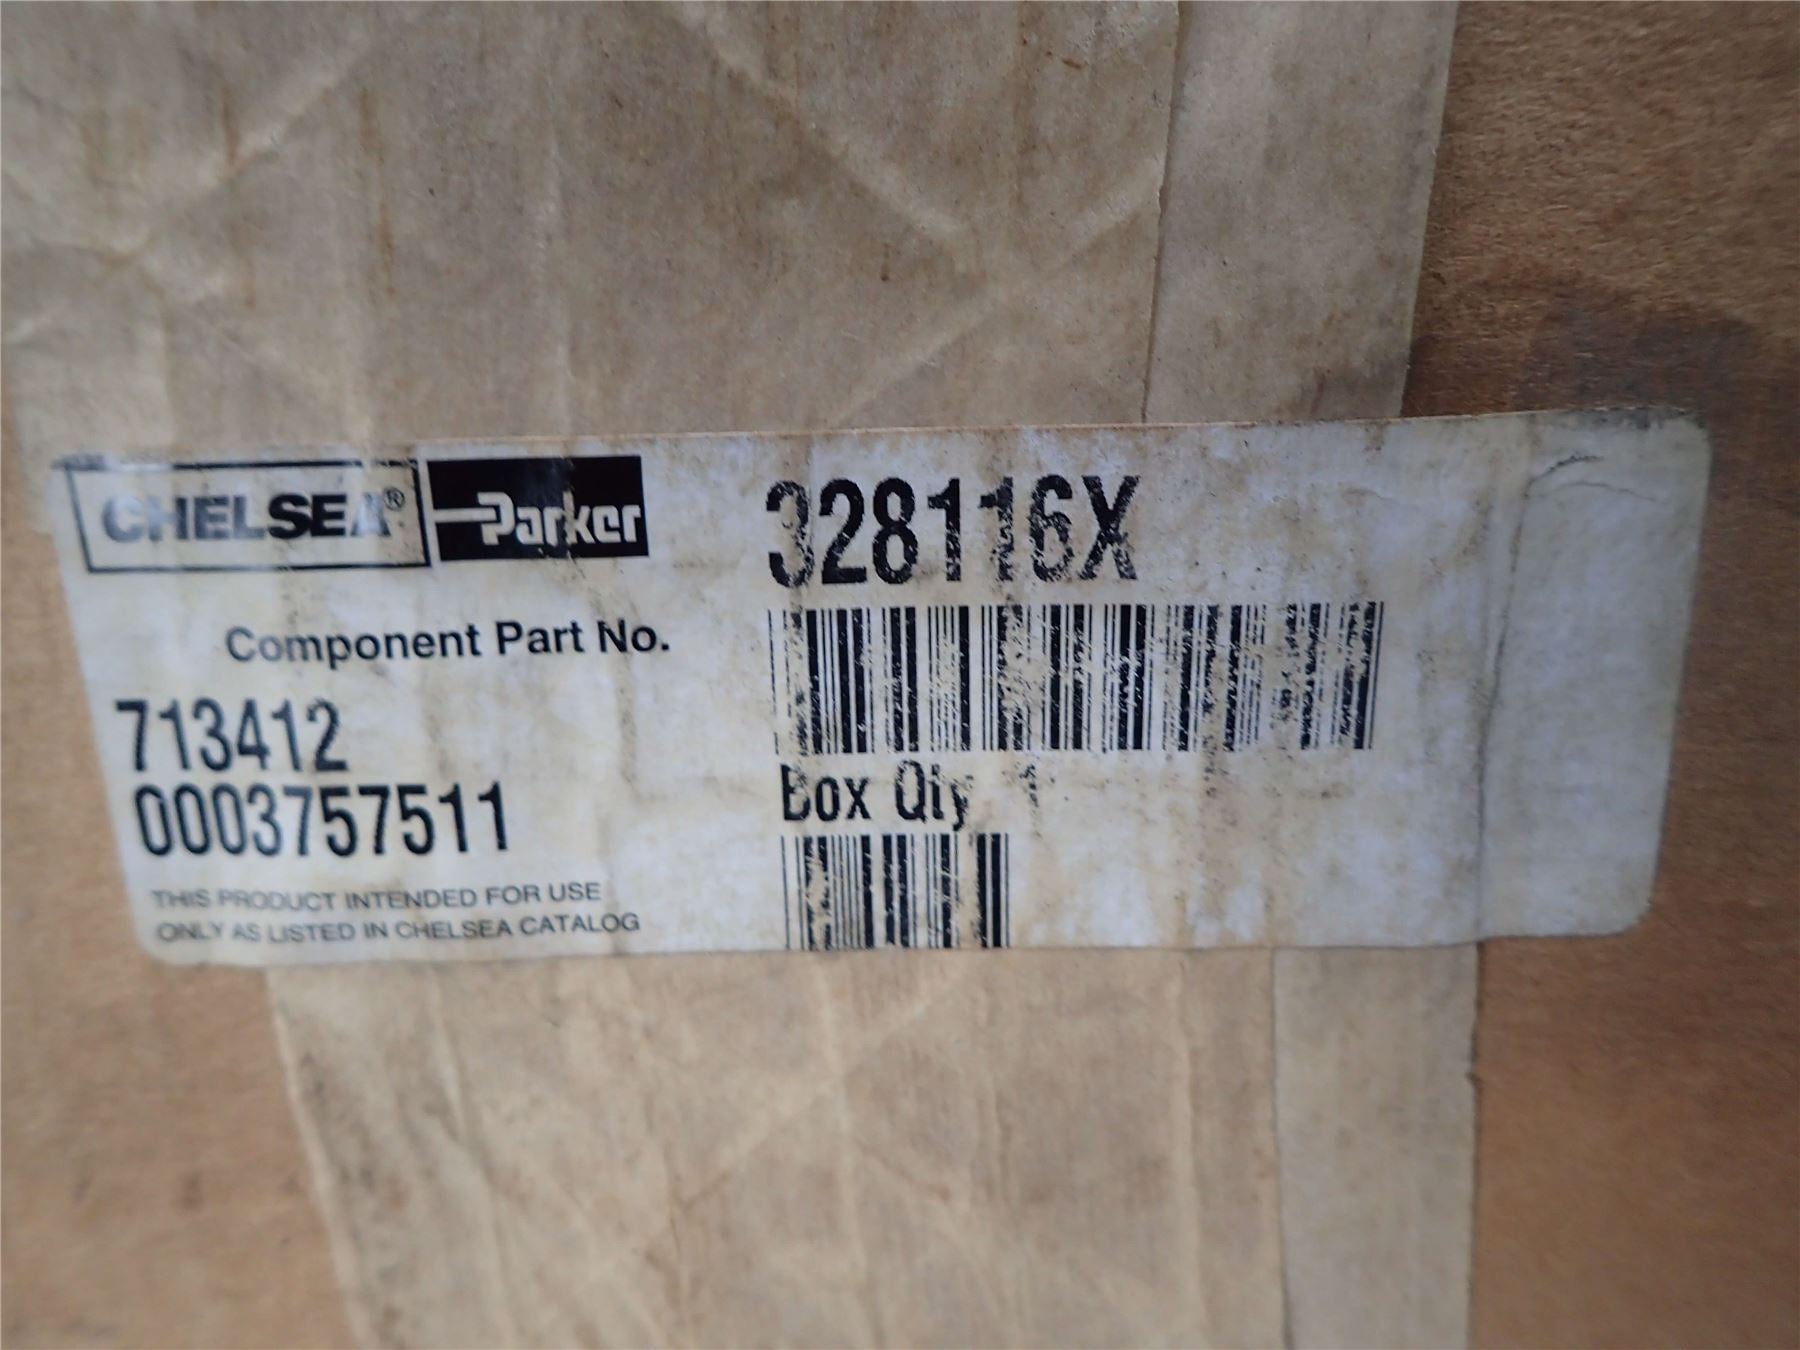 CHELSEA® Parker
328116X
Component Part No.
713412
0003757511
Box Qty
THIS PRODUCT INTENDED FOR USE
ONLY AS LISTED IN CHELSEA CATALOG